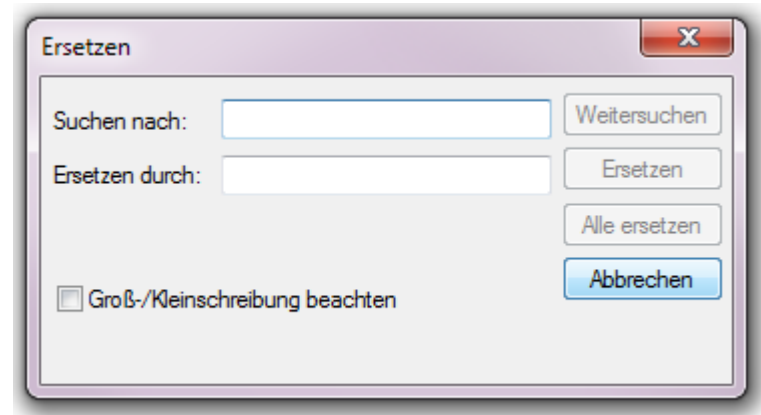 Ersetzen
Suchen nach:
Weitersuchen
Ersetzen durch:
Ersetzen
Alle ersetzen
Abbrechen
Groß-/Kleinschreibung beachten